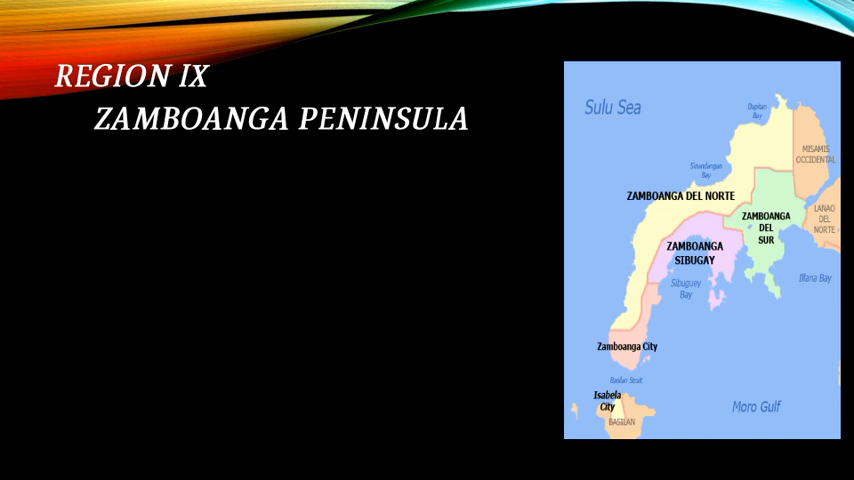 REGION IX
ZAMBOANGA PENINSULA
Sulu Sea
Dapitan
Bay
MISAMIS
OCCIDENTAL
Sinandangan
Bay
ZAMBOANGA DEL NORTE
LANAO
DEL
NORTE
ZAMBOANGA
DEL
SUR
ZAMBOANGA
SIBUGAY
Illana Bay
Sibuguey
Bay
Zamboanga City
Basilan Strait
Isabela
City
Moro Gulf
BASILAN